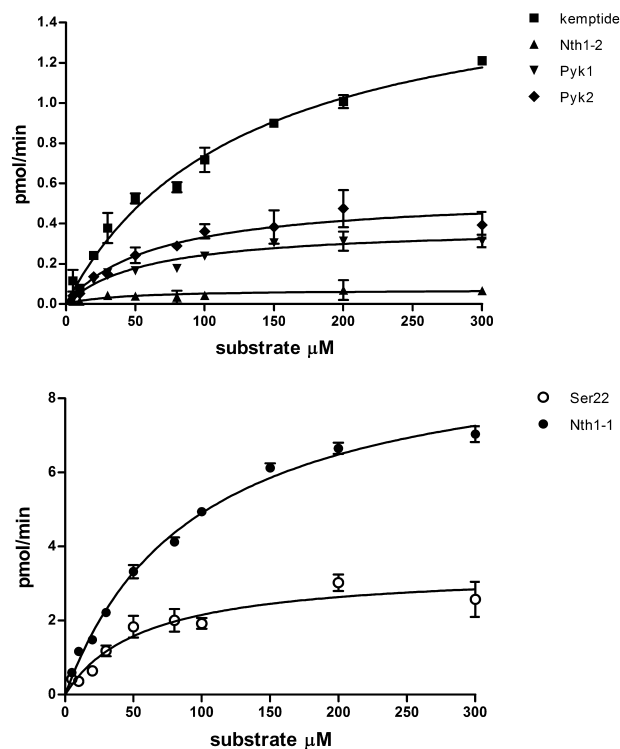 1.4
1.2
1.0
0.8
0.6
0.4
0.2
0.0
pmol/min
0 50 100 150 200 250 300
substrate μM
kemptide
Nth1-2
Pyk1
Pyk2
8
6
4
2
0
pmol/min
0 50 100 150 200 250 300
substrate μM
Ser22
Nth1-1